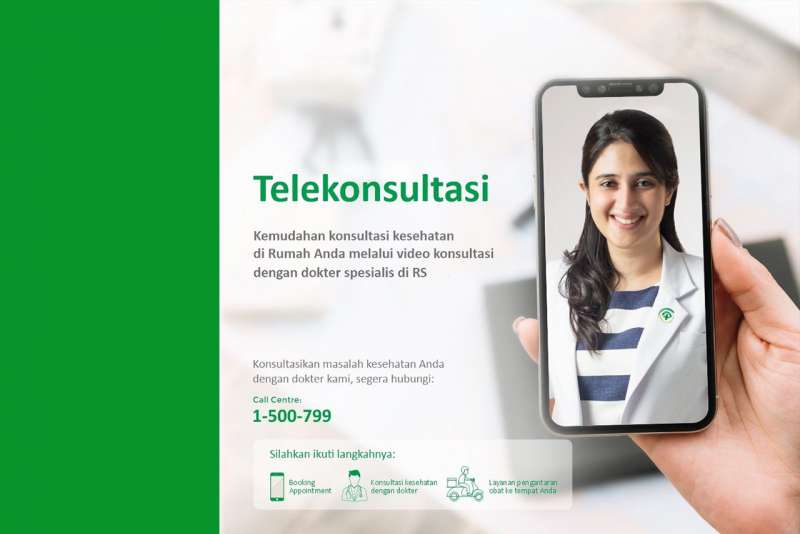 Telekonsultasi
Kemudahan konsultasi kesehatan
di Rumah Anda melalui video konsultasi
dengan dokter spesialis di RS
Konsultasikan masalah kesehatan Anda
dengan dokter kami, segera hubungi:
Call Centre:
1-500-799
Silahkan ikuti langkahnya:
Booking
Appointment
Konsultasi kesehatan
dengan dokter
Layanan pengantaran
obat ke tempat Anda